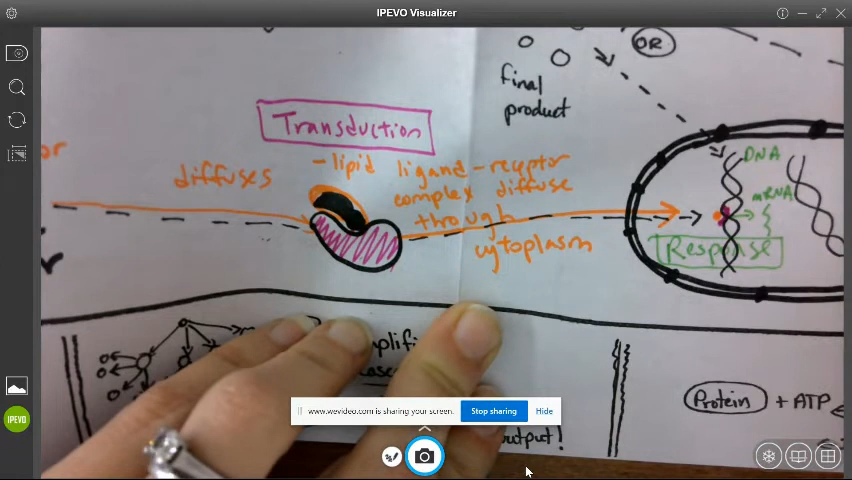 IPEVO Visualizer
OR
final
product
Transduction
or
diffuses
- lipid ligand - receptor
complex diffuse
through
cytoplasm
DNA
mRNA
Response
Protein + ATP
www.wevideo.com is sharing your screen.
Stop sharing
Hide
output!
IPEVO